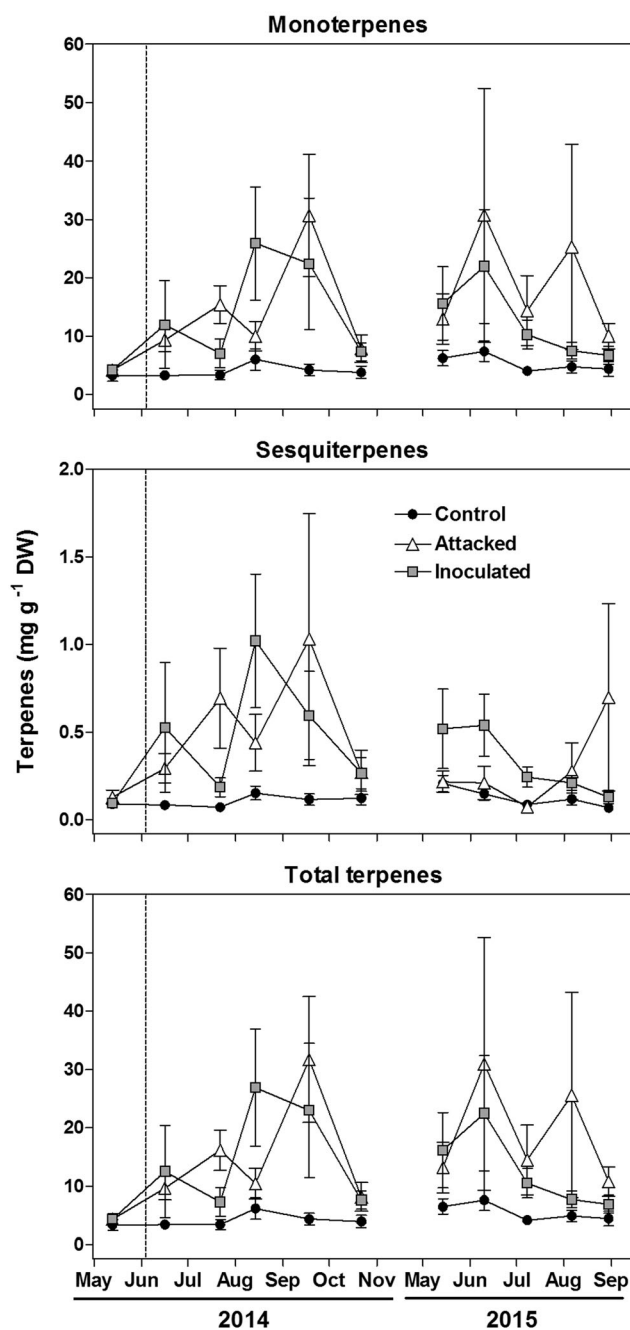 Monoterpenes
60
50
40
30
20
10
0
Sesquiterpenes
2.0
1.5
1.0
0.5
0.0
Control
Attacked
Inoculated
Terpenes (mg g⁻¹ DW)
Total terpenes
60
50
40
30
20
10
0
May Jun Jul Aug Sep Oct Nov May Jun Jul Aug Sep
2014 2015